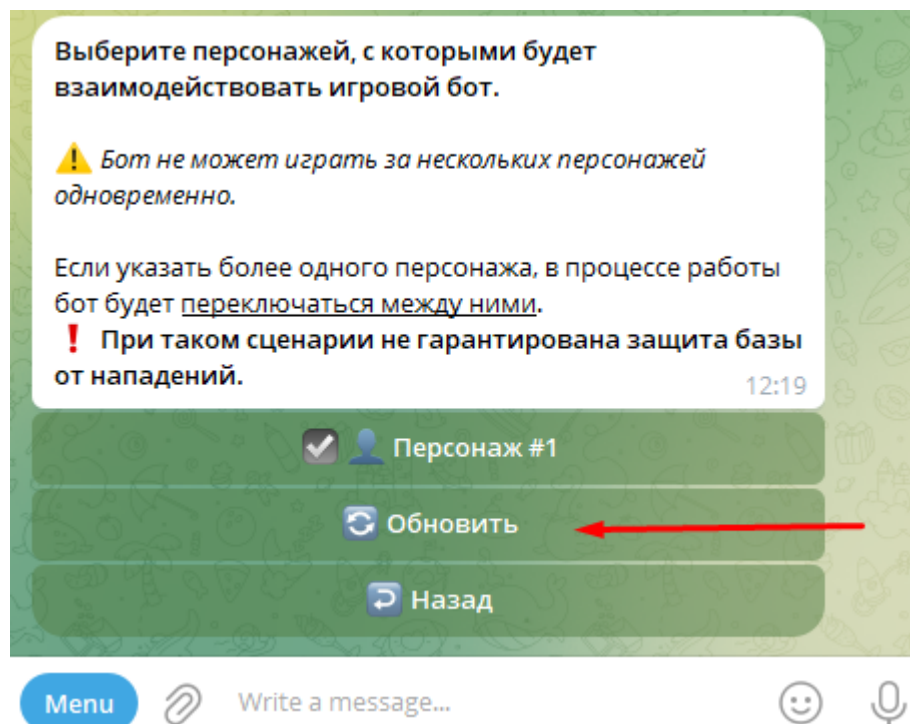 Выберите персонажей, с которыми будет
взаимодействовать игровой бот.
⚠️ Бот не может играть за нескольких персонажей
одновременно.
Если указать более одного персонажа, в процессе работы
бот будет переключаться между ними.
❗ При таком сценарии не гарантирована защита базы
от нападений.
12:19
Персонаж #1
Обновить
Назад
Menu
Write a message...